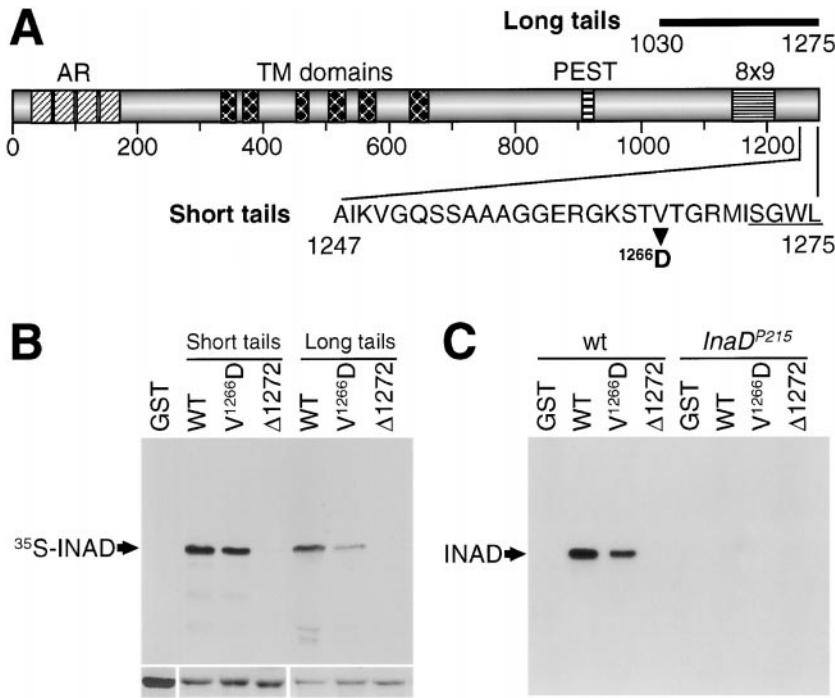 A
Long tails
1030 1275
AR TM domains PEST 8x9
0 200 400 600 800 1000 1200
Short tails AIKVGQSSAAAGGERGKSTVTGRMISGWL
1247 1275
1266D
B
Short tails Long tails
GST WT V1266D Δ1272 WT V1266D Δ1272
35S-INAD
C
wt InaDP215
GST WT V1266D Δ1272 GST WT V1266D Δ1272
INAD